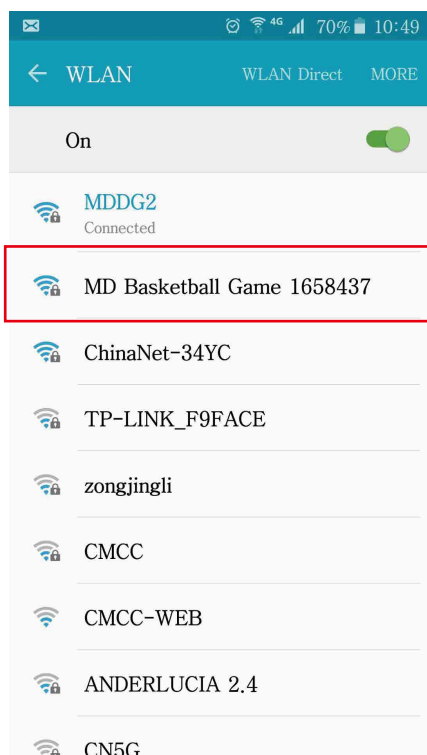 4G 70% 10:49
WLAN WLAN Direct MORE
On
MDDG2
Connected
MD Basketball Game 1658437
ChinaNet-34YC
TP-LINK_F9FACE
zongjingli
CMCC
CMCC-WEB
ANDERLUCIA 2.4
CN5G